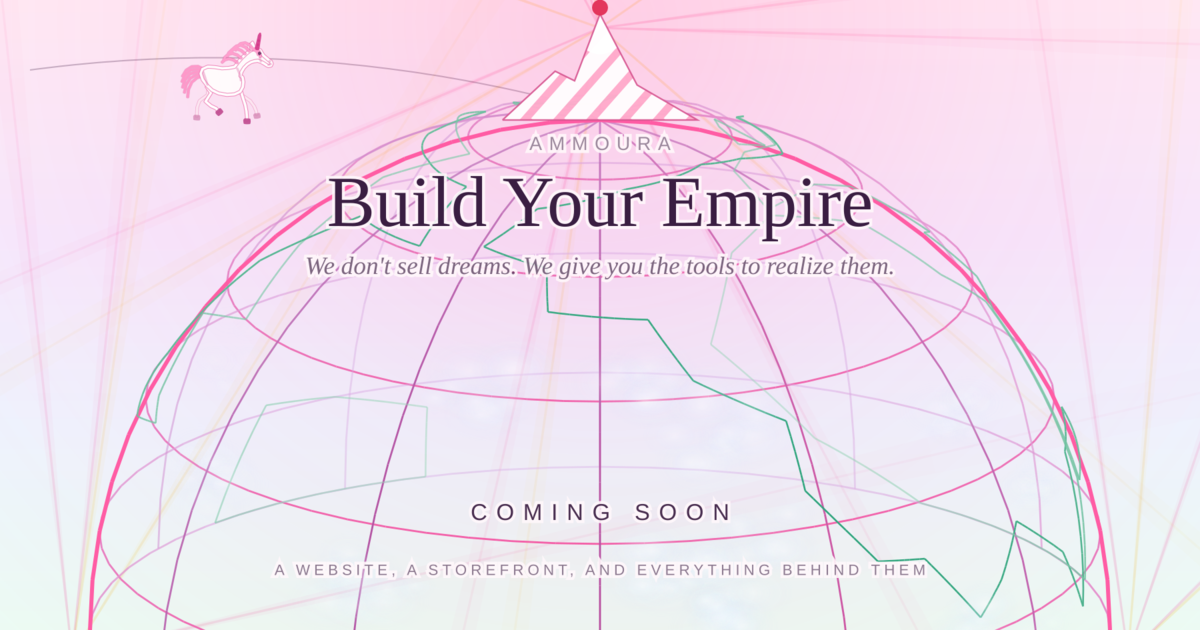 AMMOURA
Build Your Empire
We don't sell dreams. We give you the tools to realize them.
COMING SOON
A WEBSITE, A STOREFRONT, AND EVERYTHING BEHIND THEM